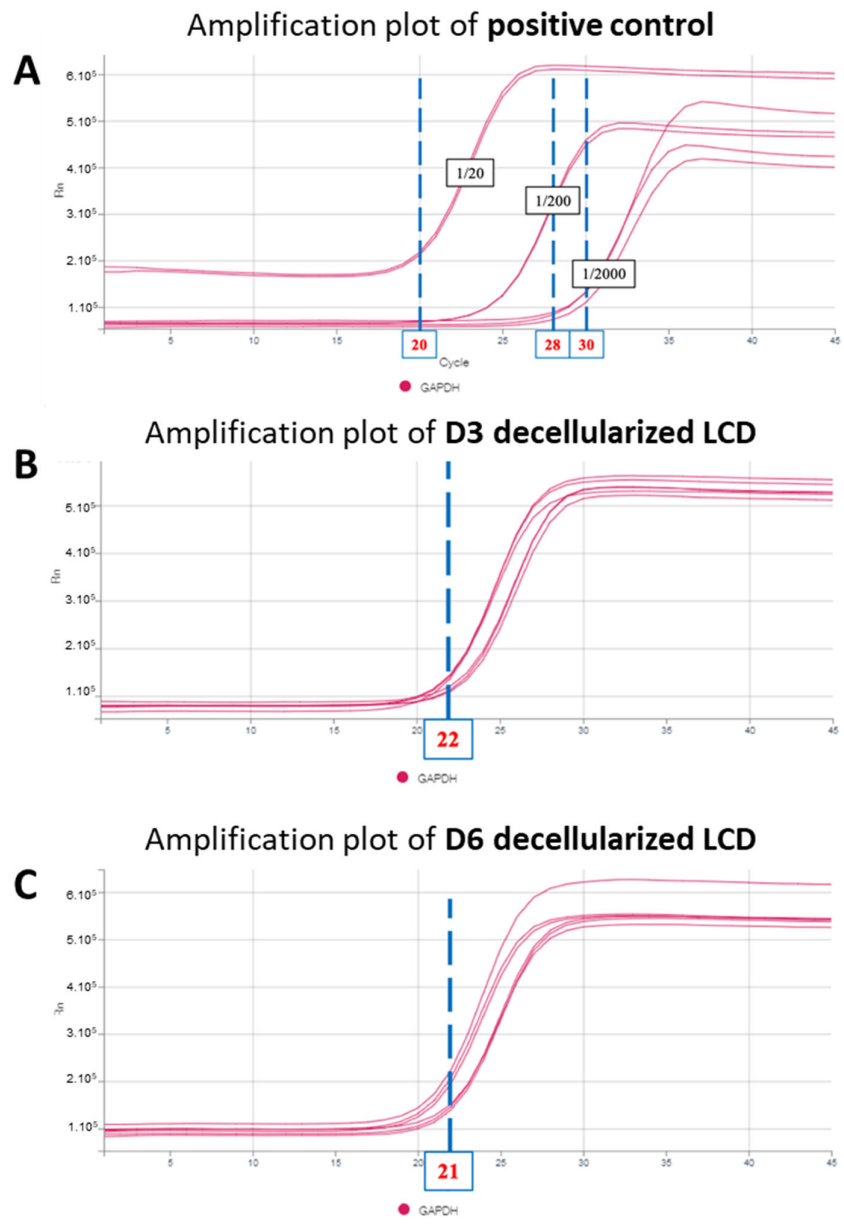 Amplification plot of positive control
A
6.10⁵
5.10⁵
4.10⁵
3.10⁵
2.10⁵
1.10⁵
Rn
1/20
1/200
1/2000
5 10 15 25 35 40 45
20 28 30
Cycle
GAPDH
Amplification plot of D3 decellularized LCD
B
5.10⁵
4.10⁵
3.10⁵
2.10⁵
1.10⁵
Rn
5 10 15 20 25 30 35 40 45
22
GAPDH
Amplification plot of D6 decellularized LCD
C
6.10⁵
5.10⁵
4.10⁵
3.10⁵
2.10⁵
1.10⁵
Rn
5 10 15 20 25 30 35 40 45
21
GAPDH